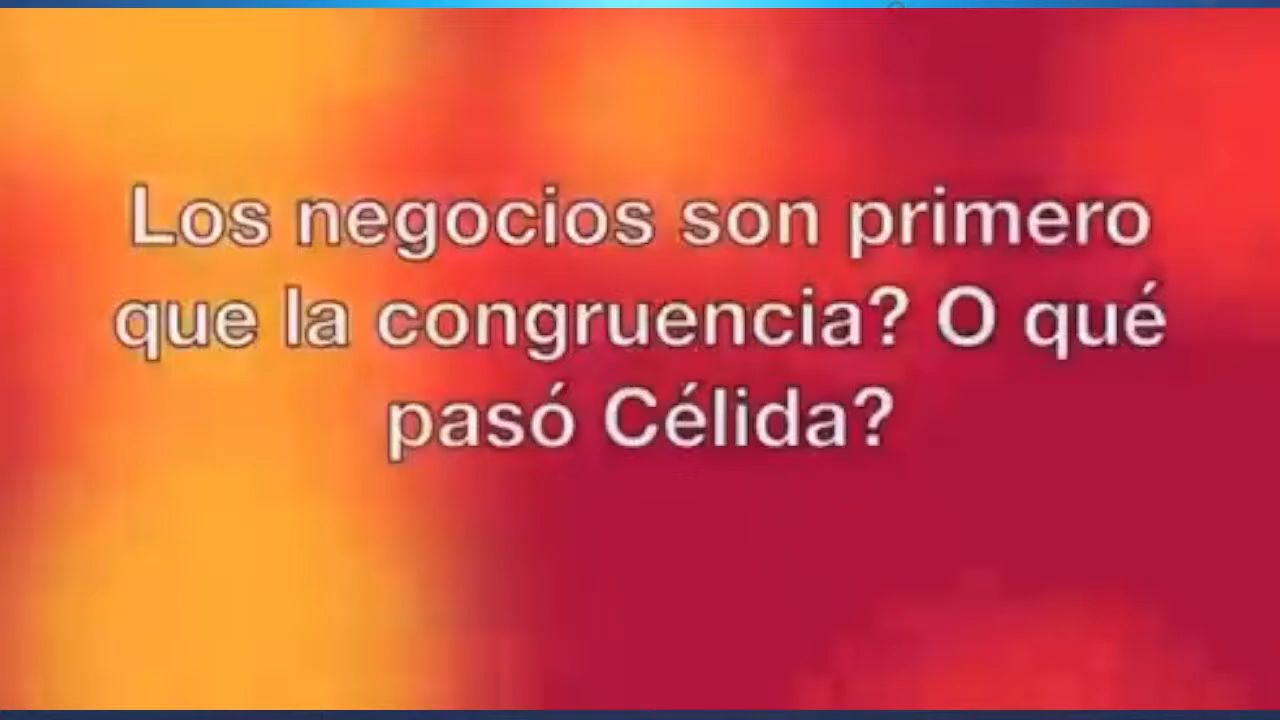 Los negocios son primero
que la congruencia? O qué
pasó Célida?